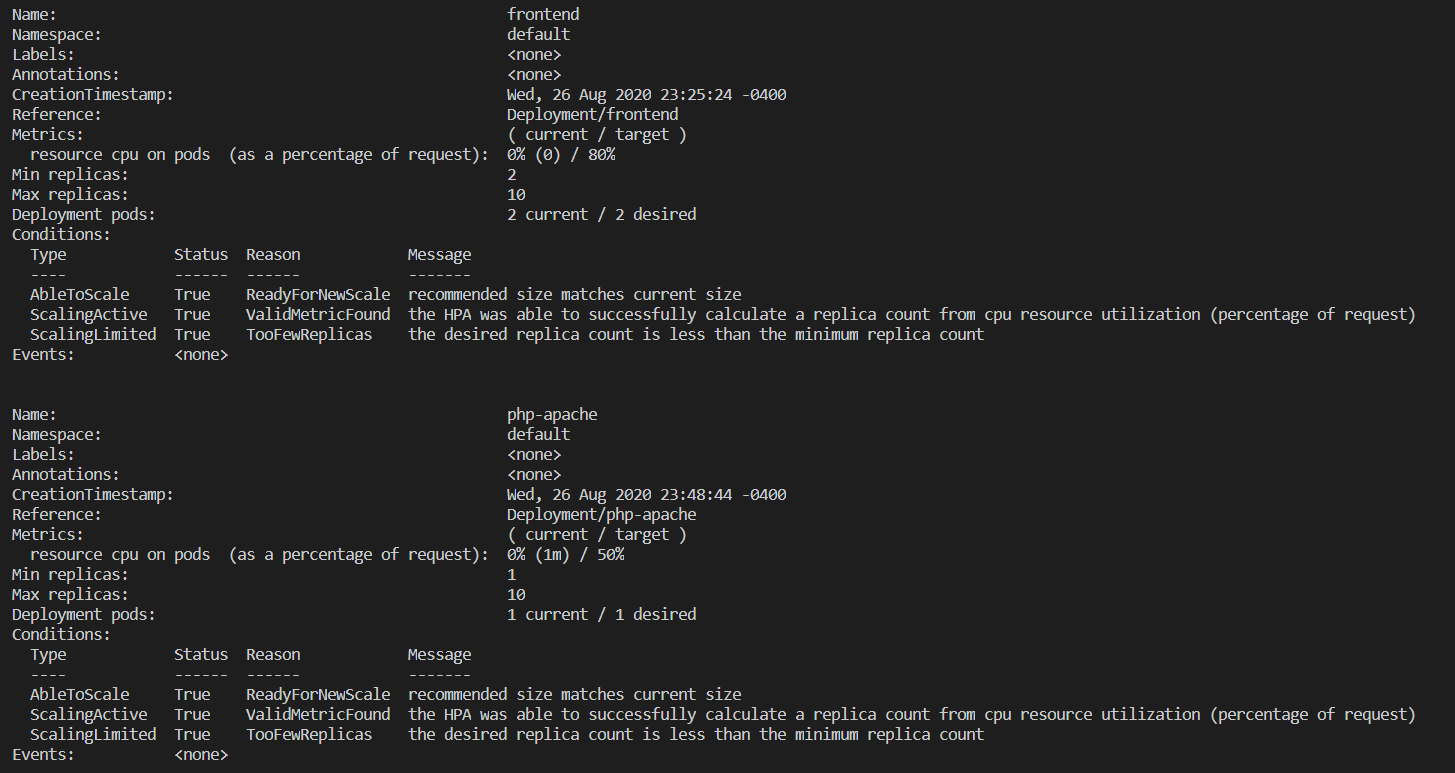 Name: frontend
Namespace: default
Labels: <none>
Annotations: <none>
CreationTimestamp: Wed, 26 Aug 2020 23:25:24 -0400
Reference: Deployment/frontend
Metrics: ( current / target )
  resource cpu on pods  (as a percentage of request):  0% (0) / 80%
Min replicas: 2
Max replicas: 10
Deployment pods: 2 current / 2 desired
Conditions:
  Type            Status  Reason            Message
  ----            ------  ------            -------
  AbleToScale     True    ReadyForNewScale  recommended size matches current size
  ScalingActive   True    ValidMetricFound  the HPA was able to successfully calculate a replica count from cpu resource utilization (percentage of request)
  ScalingLimited  True    TooFewReplicas    the desired replica count is less than the minimum replica count
Events:           <none>
Name: php-apache
Namespace: default
Labels: <none>
Annotations: <none>
CreationTimestamp: Wed, 26 Aug 2020 23:48:44 -0400
Reference: Deployment/php-apache
Metrics: ( current / target )
  resource cpu on pods  (as a percentage of request):  0% (1m) / 50%
Min replicas: 1
Max replicas: 10
Deployment pods: 1 current / 1 desired
Conditions:
  Type            Status  Reason            Message
  ----            ------  ------            -------
  AbleToScale     True    ReadyForNewScale  recommended size matches current size
  ScalingActive   True    ValidMetricFound  the HPA was able to successfully calculate a replica count from cpu resource utilization (percentage of request)
  ScalingLimited  True    TooFewReplicas    the desired replica count is less than the minimum replica count
Events:           <none>